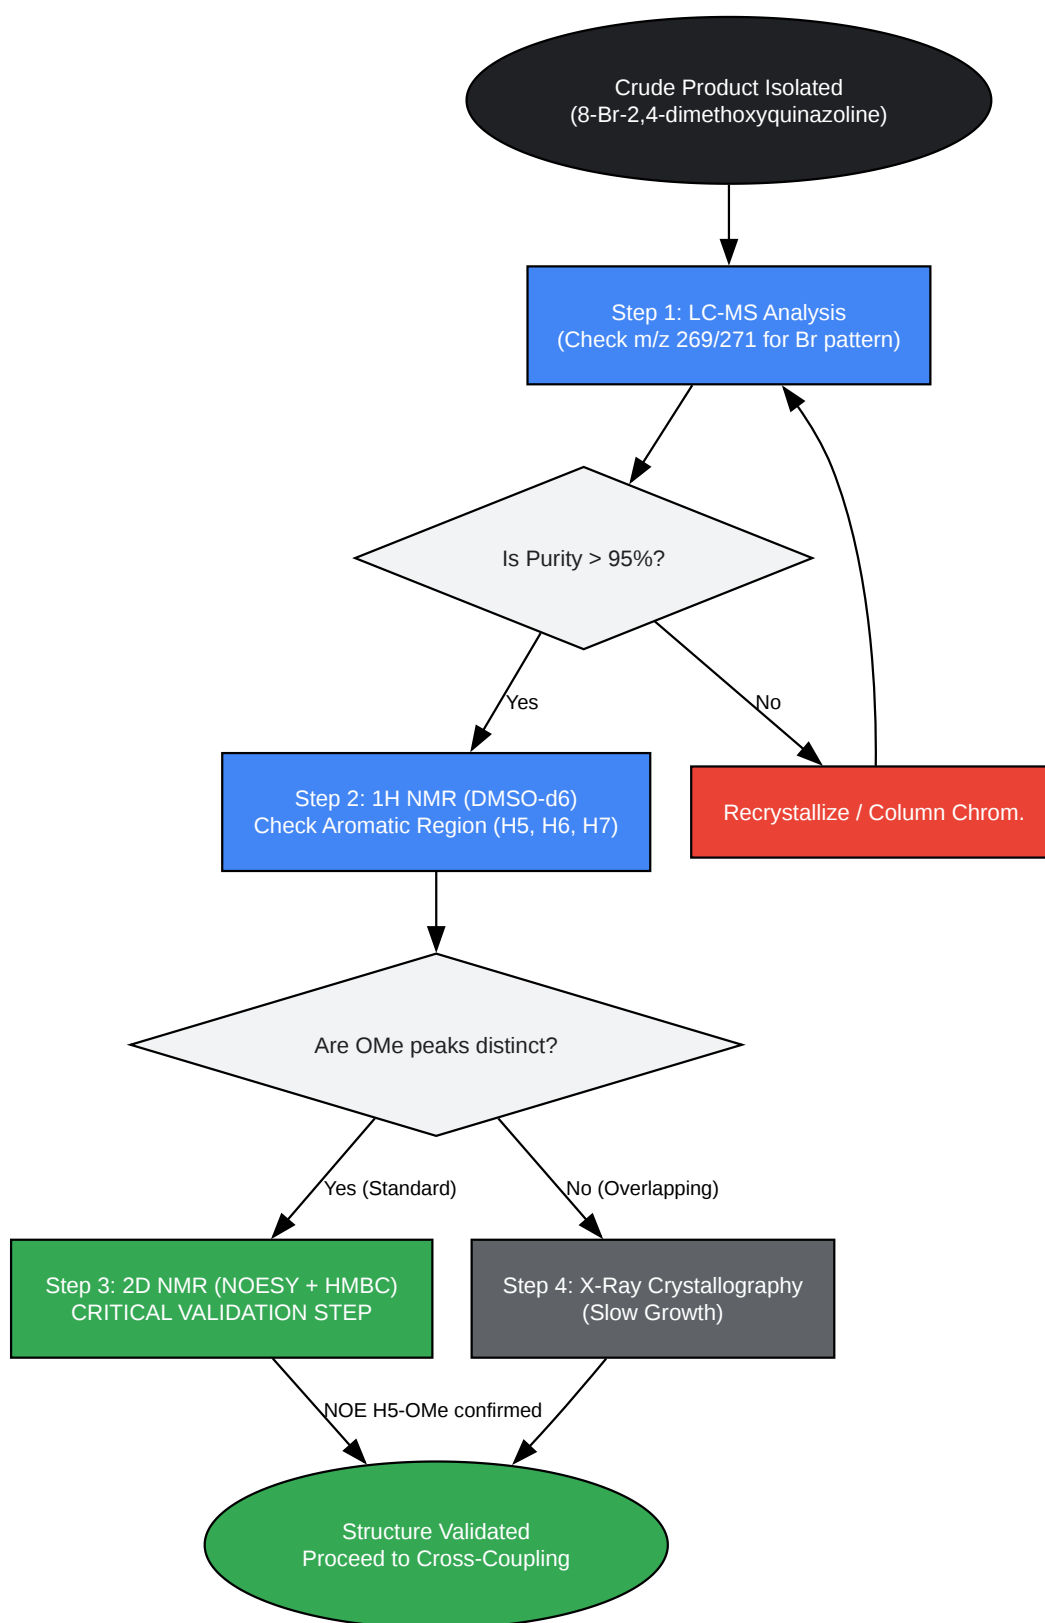 Crude Product Isolated
(8-Br-2,4-dimethoxyquinazoline)
Step 1: LC-MS Analysis
(Check m/z 269/271 for Br pattern)
Is Purity > 95%?
Yes
No
Step 2: 1H NMR (DMSO-d6)
Check Aromatic Region (H5, H6, H7)
Recrystallize / Column Chrom.
Are OMe peaks distinct?
Yes (Standard)
No (Overlapping)
Step 3: 2D NMR (NOESY + HMBC)
CRITICAL VALIDATION STEP
Step 4: X-Ray Crystallography
(Slow Growth)
NOE H5-OMe confirmed
Structure Validated
Proceed to Cross-Coupling